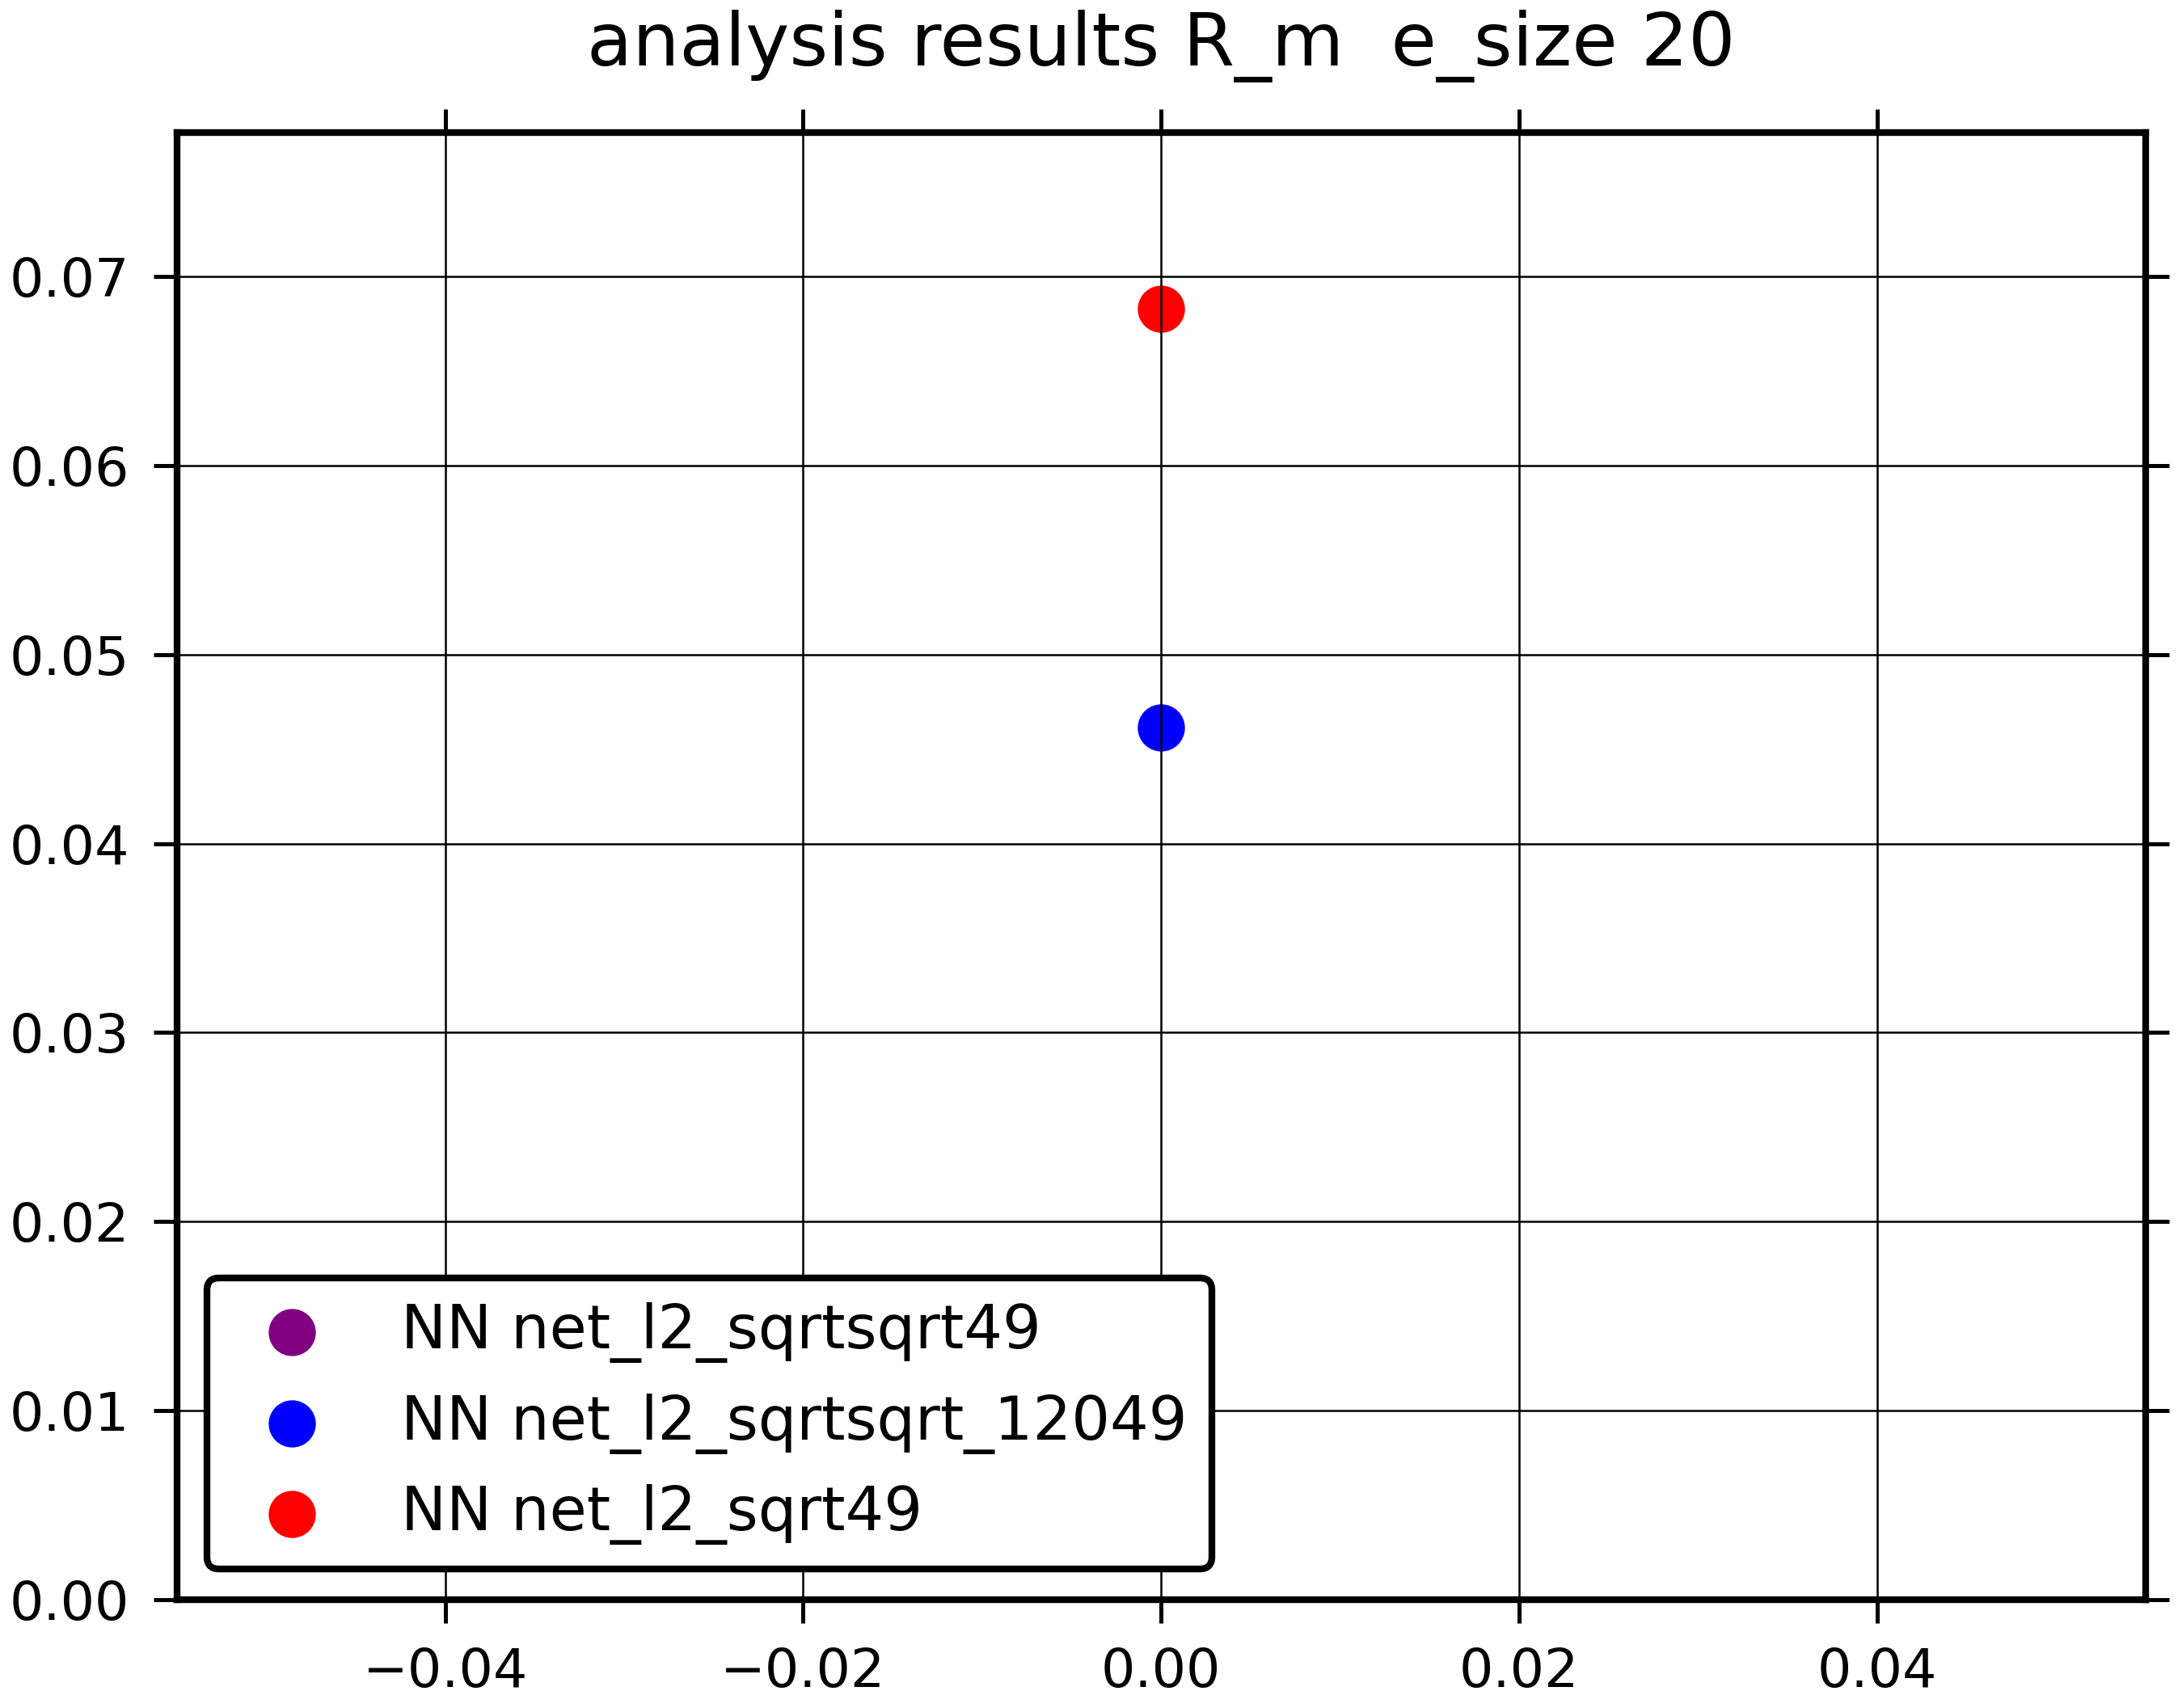 analysis results R_m  e_size 20
0.07
0.06
0.05
0.04
0.03
0.02
0.01
0.00
NN net_l2_sqrtsqrt49
NN net_l2_sqrtsqrt_12049
NN net_l2_sqrt49
−0.04 −0.02 0.00 0.02 0.04